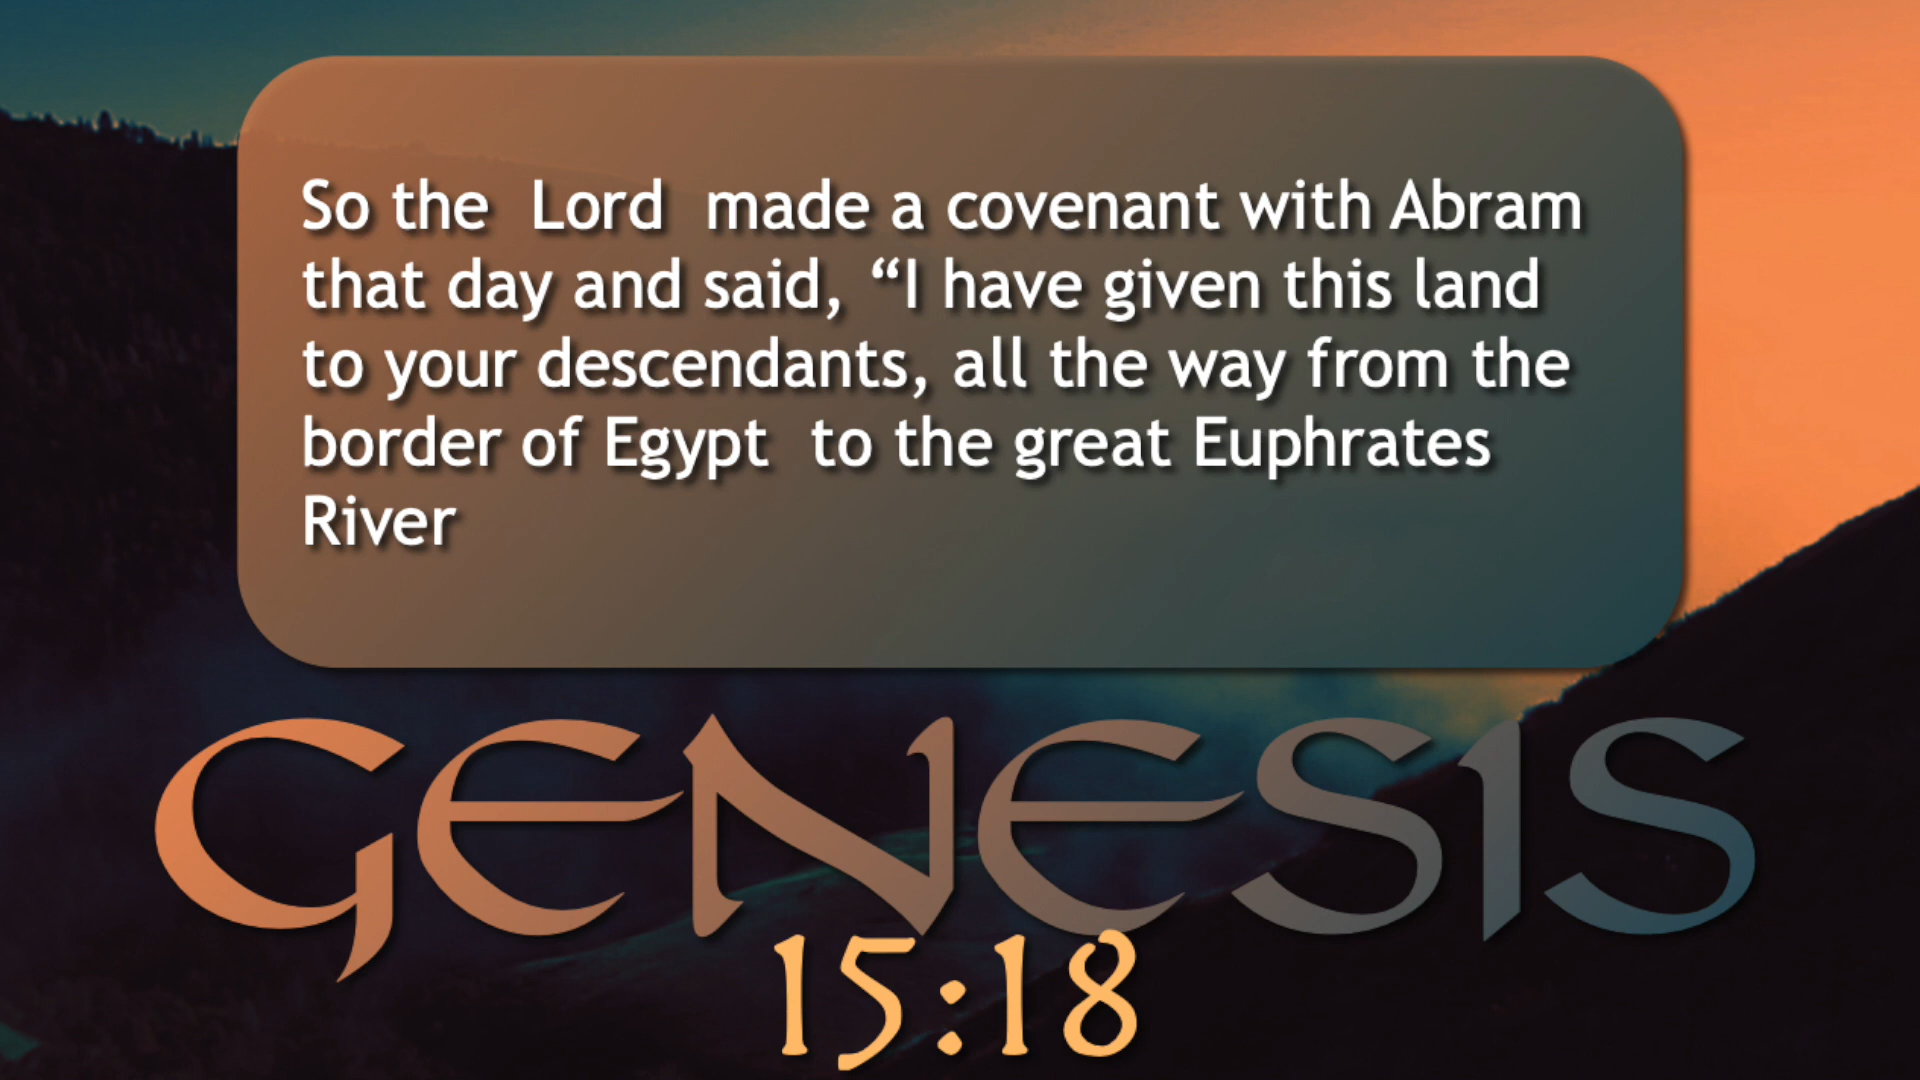 So the  Lord  made a covenant with Abram
that day and said, “I have given this land
to your descendants, all the way from the
border of Egypt  to the great Euphrates
River
GENESIS
15:18